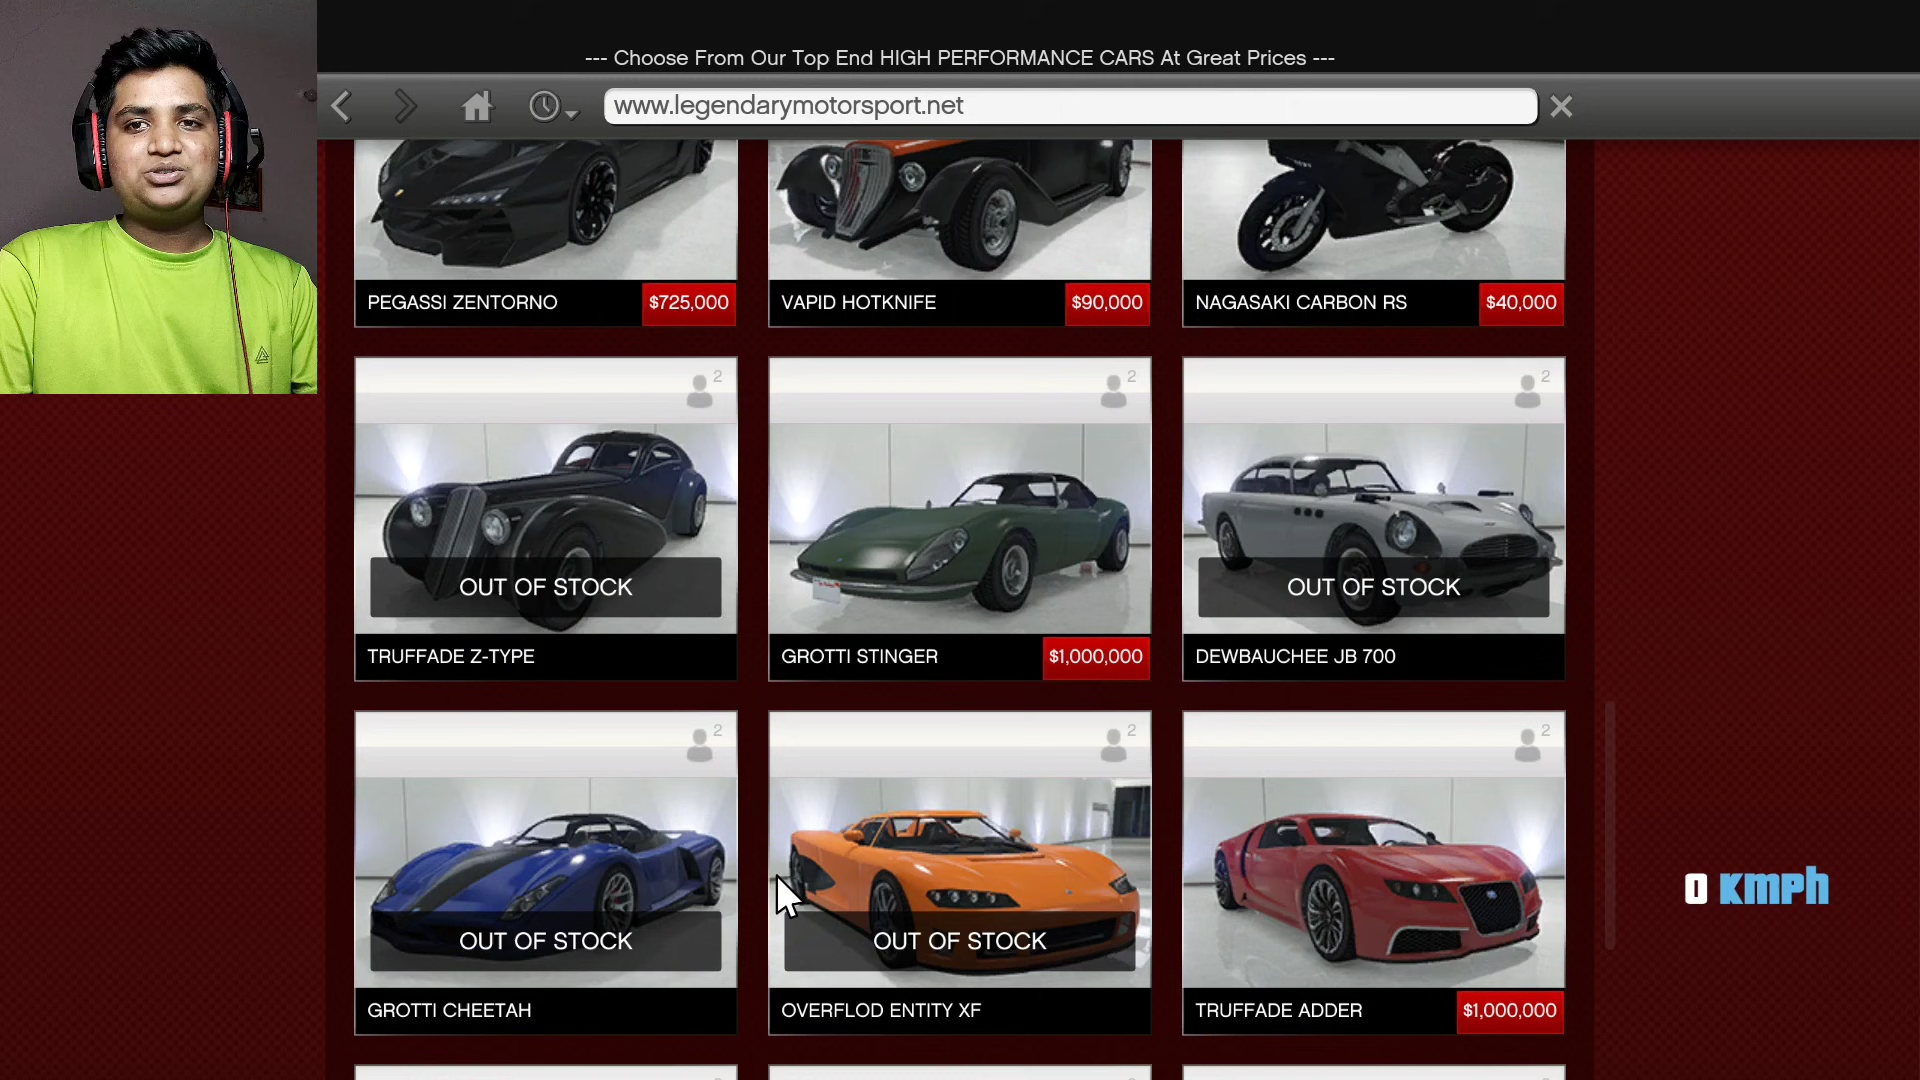 --- Choose From Our Top End HIGH PERFORMANCE CARS At Great Prices ---
www.legendarymotorsport.net
PEGASSI ZENTORNO $725,000
VAPID HOTKNIFE $90,000
NAGASAKI CARBON RS $40,000
2
OUT OF STOCK
TRUFFADE Z-TYPE
2
GROTTI STINGER $1,000,000
2
OUT OF STOCK
DEWBAUCHEE JB 700
2
OUT OF STOCK
GROTTI CHEETAH
2
OUT OF STOCK
OVERFLOD ENTITY XF
2
TRUFFADE ADDER $1,000,000
0 kmph